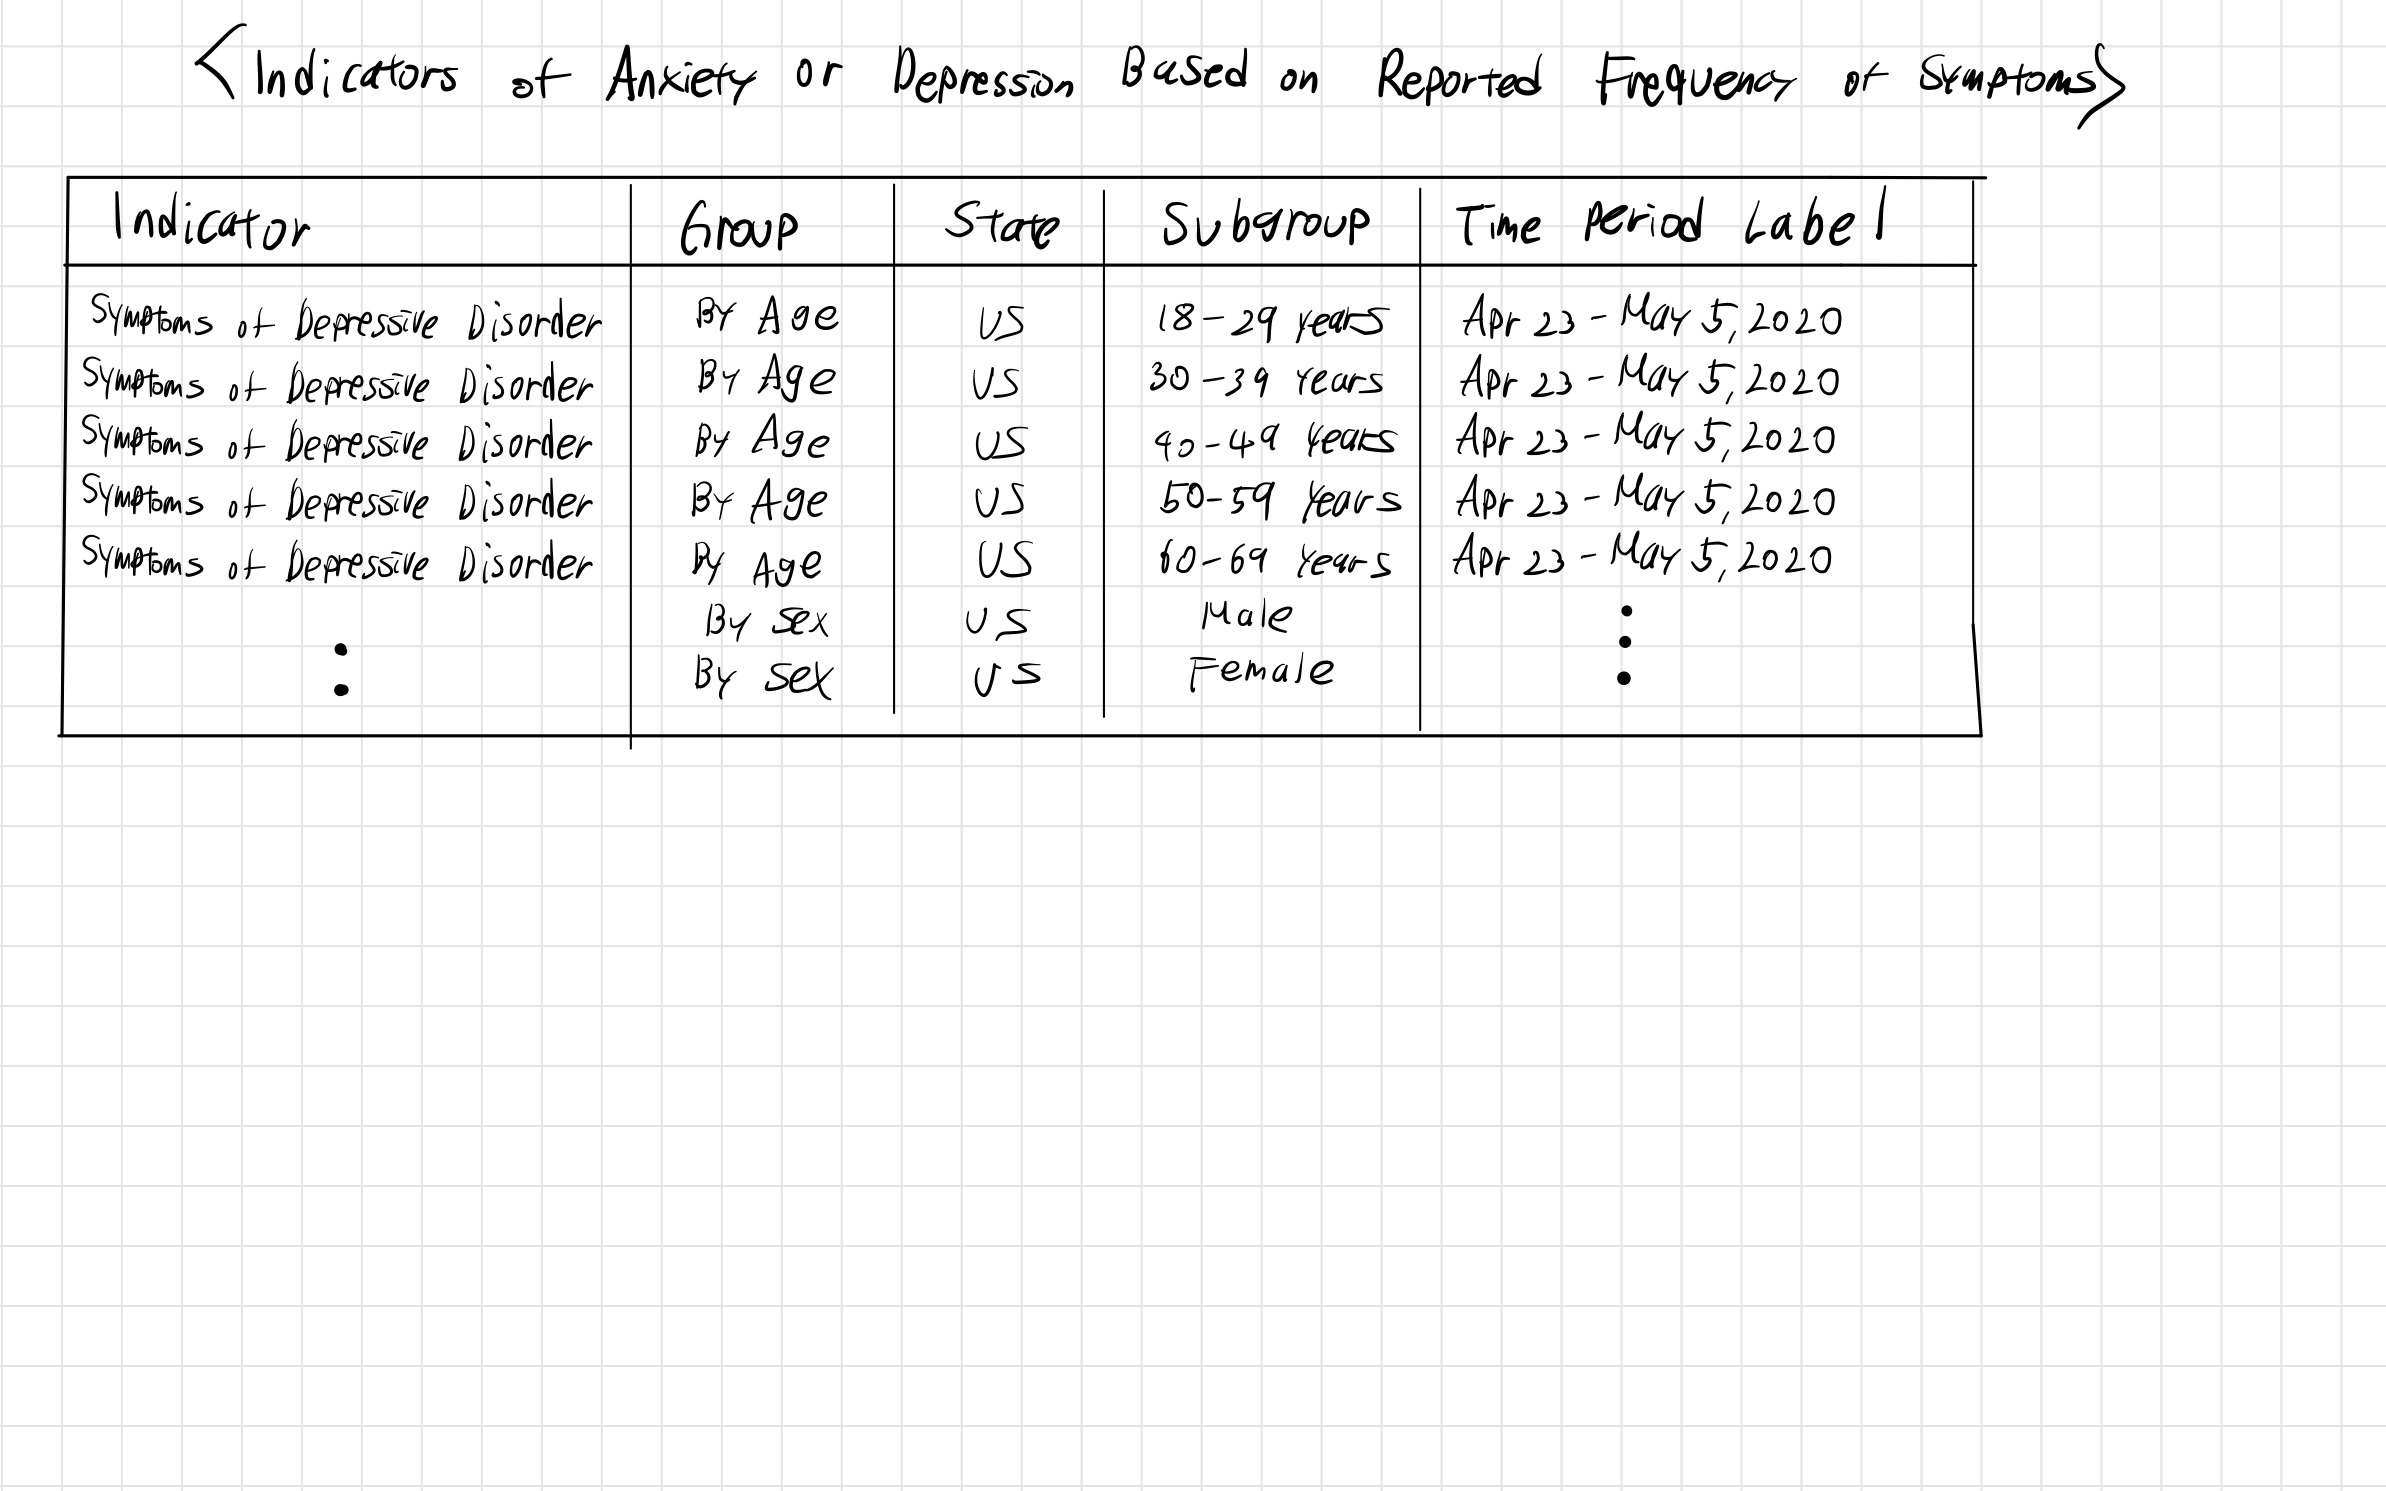 <Indicators of Anxiety or Depression Based on Reported Frequency of Symptoms>
Indicator Group State Subgroup Time Period Label
Symptoms of Depressive Disorder By Age US 18-29 years Apr 23 - May 5, 2020
Symptoms of Depressive Disorder By Age US 30-39 years Apr 23 - May 5, 2020
Symptoms of Depressive Disorder By Age US 40-49 years Apr 23 - May 5, 2020
Symptoms of Depressive Disorder By Age US 50-59 years Apr 23 - May 5, 2020
Symptoms of Depressive Disorder By Age US 60-69 years Apr 23 - May 5, 2020
By sex US Male
By sex US Female